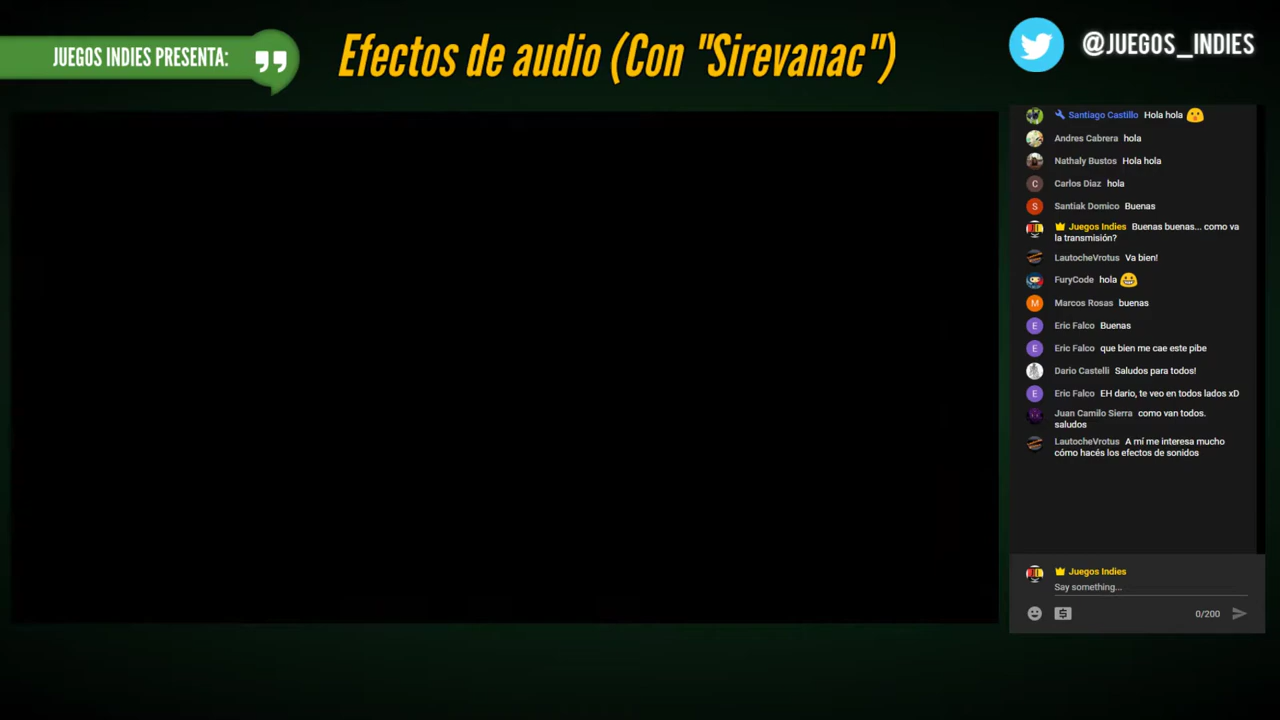 JUEGOS INDIES PRESENTA:
Efectos de audio (Con "Sirevanac")
@JUEGOS_INDIES
Santiago Castillo Hola hola
Andres Cabrera hola
Nathaly Bustos Hola hola
C Carlos Diaz hola
S Santiak Domico Buenas
Juegos Indies Buenas buenas... como va
la transmisión?
LautocheVrotus Va bien!
FuryCode hola
M Marcos Rosas buenas
E Eric Falco Buenas
E Eric Falco que bien me cae este pibe
Dario Castelli Saludos para todos!
E Eric Falco EH dario, te veo en todos lados xD
Juan Camilo Sierra como van todos.
saludos
LautocheVrotus A mí me interesa mucho
cómo hacés los efectos de sonidos
Juegos Indies
Say something...
0/200